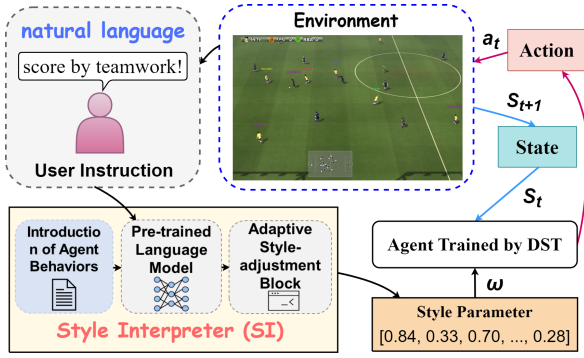 natural language
score by teamwork!
User Instruction
Environment
a_t
Action
S_{t+1}
State
S_t
Introductio
n of Agent
Behaviors
Pre-trained
Language
Model
Adaptive
Style-
adjustment
Block
Style Interpreter (SI)
Agent Trained by DST
ω
Style Parameter
[0.84, 0.33, 0.70, ..., 0.28]